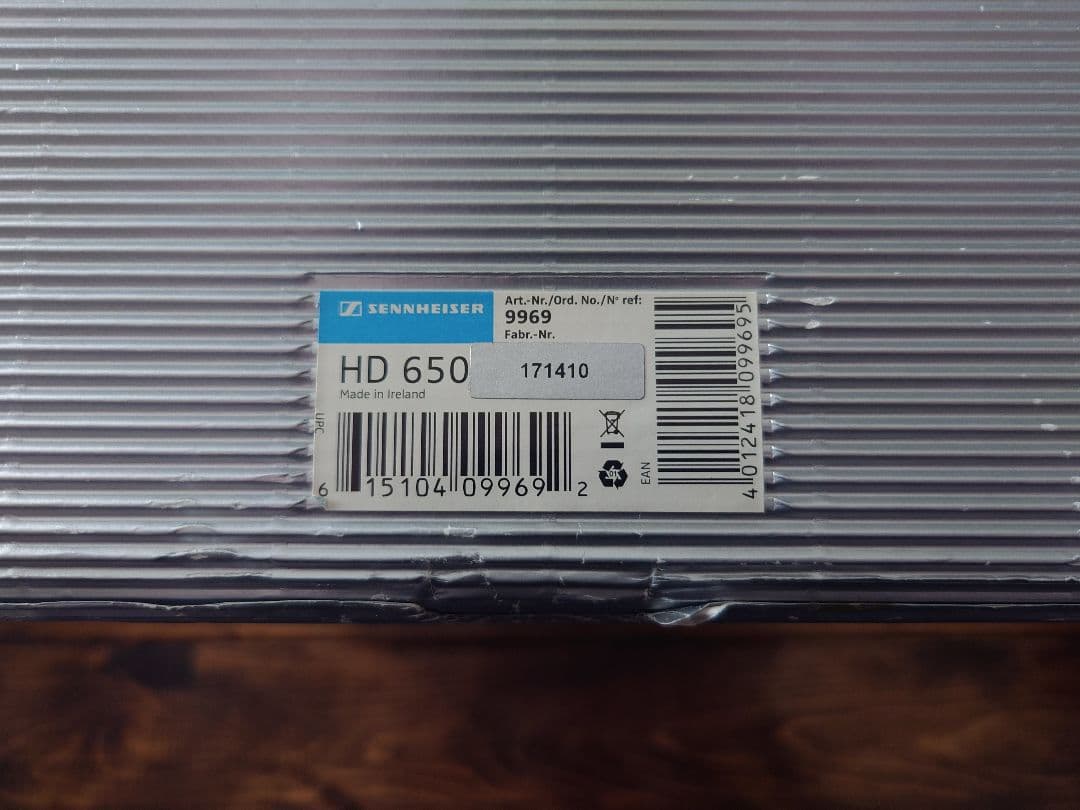 SENNHEISER
Art.-Nr./Ord. No./N° ref:
9969
Fabr.-Nr.
HD 650
171410
Made in Ireland
UPC
6 15104 09969 2
EAN
4 012418 099695